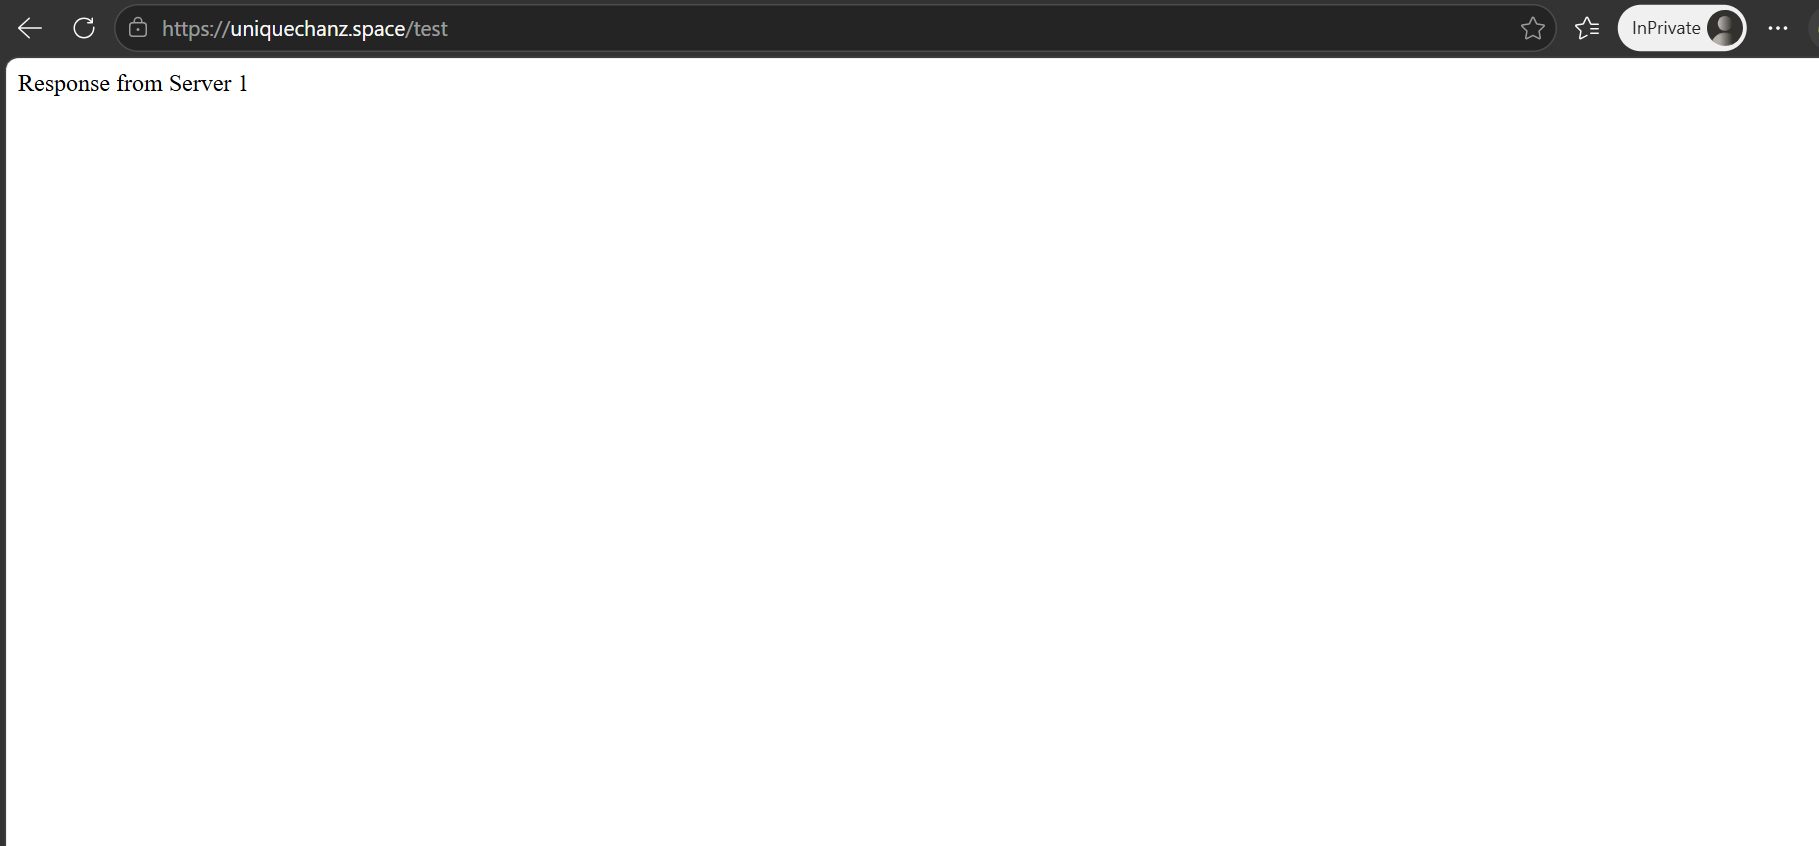 https://uniquechanz.space/test
InPrivate
Response from Server 1